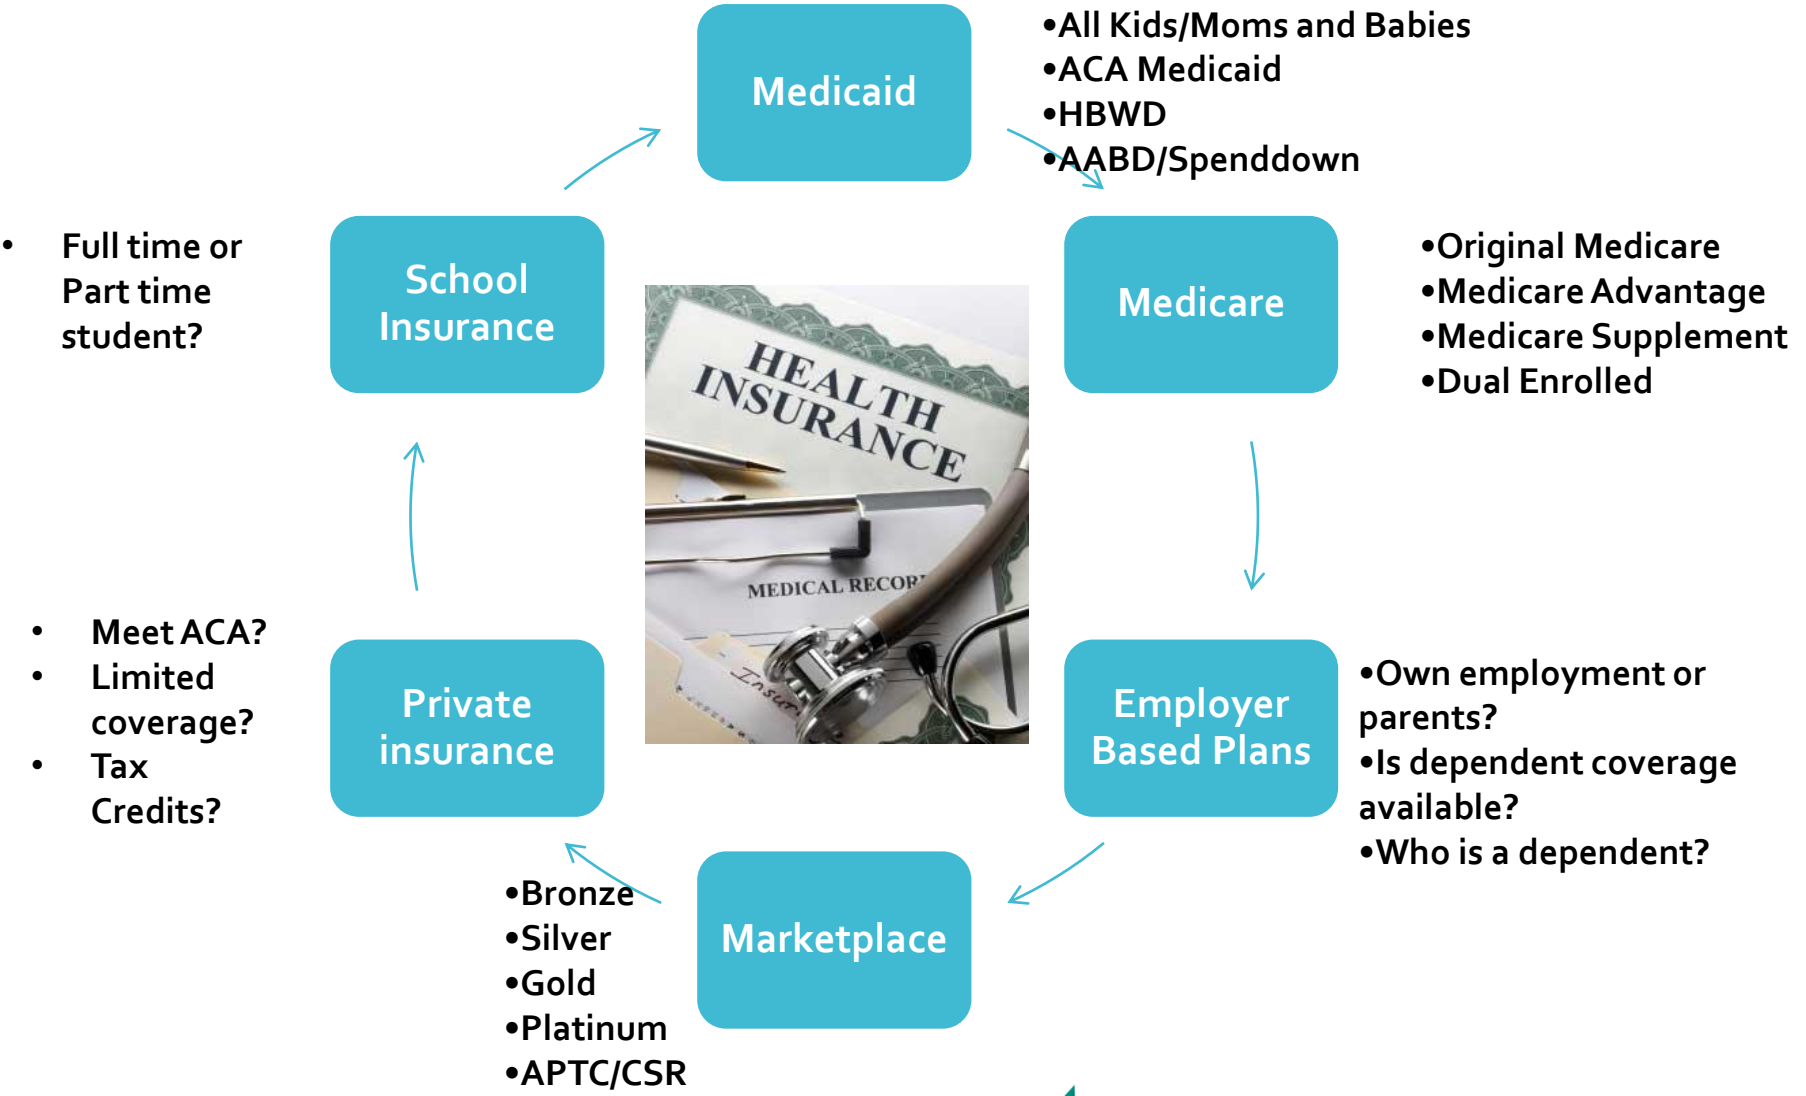 Medicaid
•All Kids/Moms and Babies
•ACA Medicaid
•HBWD
•AABD/Spenddown
Medicare
•Original Medicare
•Medicare Advantage
•Medicare Supplement
•Dual Enrolled
Employer
Based Plans
•Own employment or
parents?
•Is dependent coverage
available?
•Who is a dependent?
Marketplace
•Bronze
•Silver
•Gold
•Platinum
•APTC/CSR
Private
insurance
• Meet ACA?
• Limited
coverage?
• Tax
Credits?
School
Insurance
• Full time or
Part time
student?
HEALTH
INSURANCE
MEDICAL RECOR
Insur